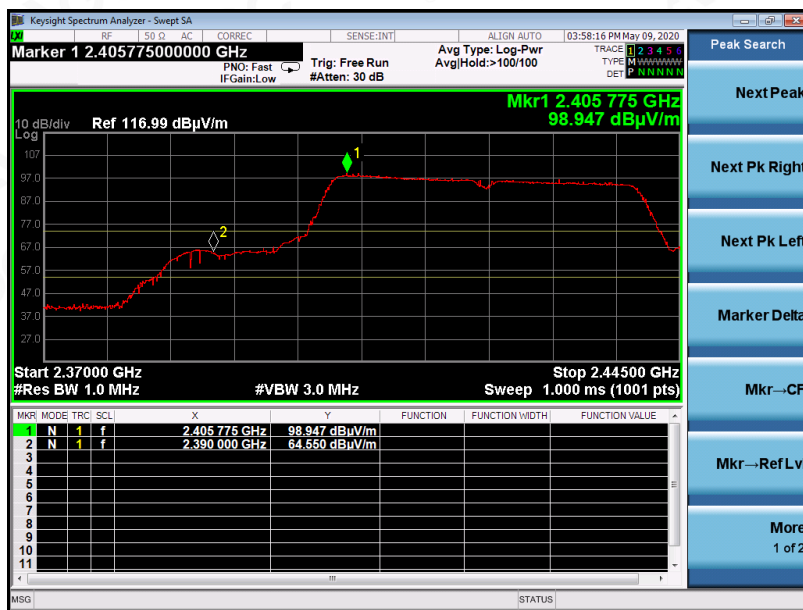 Keysight Spectrum Analyzer - Swept SA
LXI RF 50 Ω AC CORREC SENSE:INT ALIGN AUTO 03:58:16 PM May 09, 2020
Marker 1 2.405775000000 GHz
PNO: Fast
IFGain:Low
Trig: Free Run
#Atten: 30 dB
Avg Type: Log-Pwr
Avg|Hold:>100/100
TRACE 1 2 3 4 5 6
TYPE M WWWWW
DET P N N N N N
Mkr1 2.405 775 GHz
98.947 dBµV/m
10 dB/div Ref 116.99 dBµV/m
Log
107
97.0
87.0
77.0
67.0
57.0
47.0
37.0
27.0
1
2
Start 2.37000 GHz Stop 2.44500 GHz
#Res BW 1.0 MHz #VBW 3.0 MHz Sweep 1.000 ms (1001 pts)
MKR MODE TRC SCL X Y FUNCTION FUNCTION WIDTH FUNCTION VALUE
1 N 1 f 2.405 775 GHz 98.947 dBµV/m
2 N 1 f 2.390 000 GHz 64.550 dBµV/m
3
4
5
6
7
8
9
10
11
MSG STATUS
Peak Search
Next Peak
Next Pk Right
Next Pk Left
Marker Delta
Mkr→CF
Mkr→Ref Lv
More
1 of 2